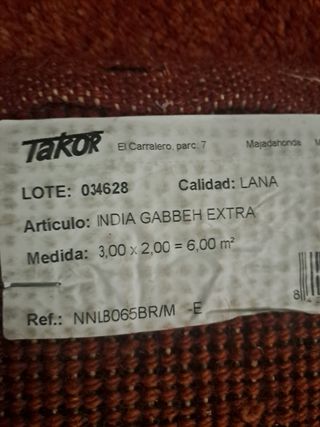 TAKOR El Carralero, parc. 7 Majadahonda M
LOTE: 034628 Calidad: LANA
Artículo: INDIA GABBEH EXTRA
Medida: 3,00 x 2,00 = 6,00 m²
Ref.: NNLB065BR/M -E
8